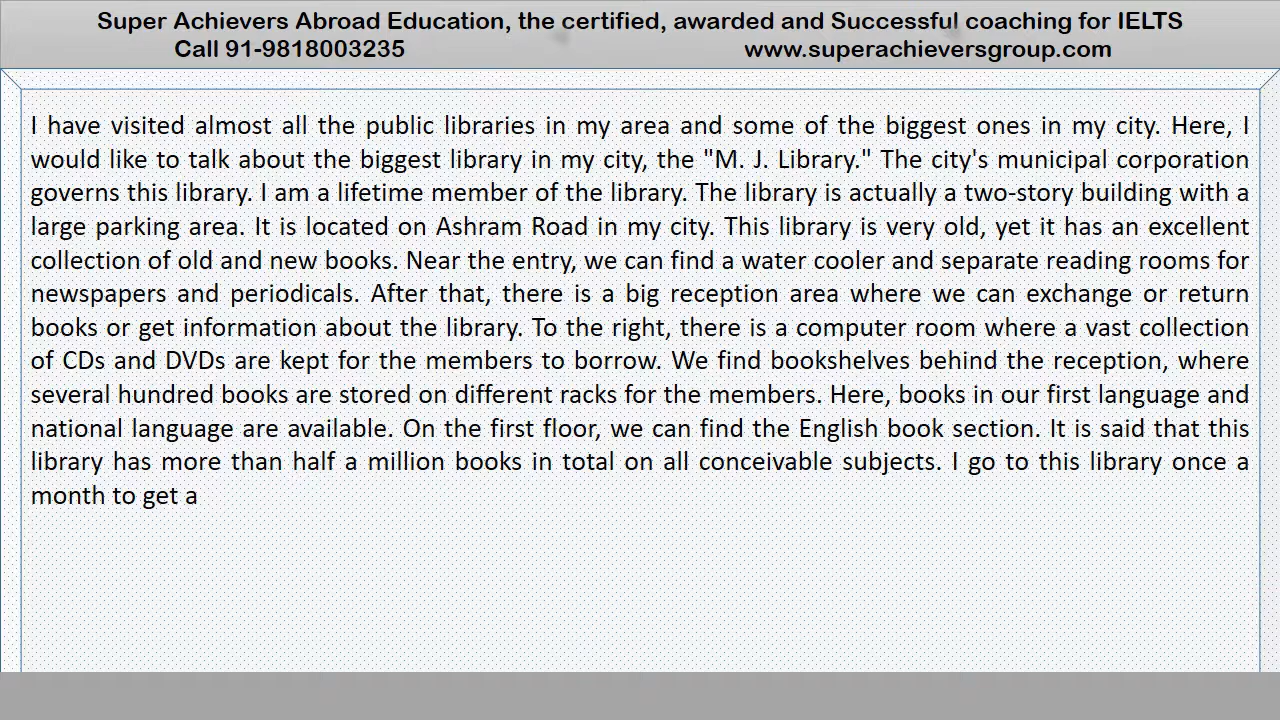 Super Achievers Abroad Education, the certified, awarded and Successful coaching for IELTS
Call 91-9818003235 www.superachieversgroup.com
I have visited almost all the public libraries in my area and some of the biggest ones in my city. Here, I
would like to talk about the biggest library in my city, the "M. J. Library." The city's municipal corporation
governs this library. I am a lifetime member of the library. The library is actually a two-story building with a
large parking area. It is located on Ashram Road in my city. This library is very old, yet it has an excellent
collection of old and new books. Near the entry, we can find a water cooler and separate reading rooms for
newspapers and periodicals. After that, there is a big reception area where we can exchange or return
books or get information about the library. To the right, there is a computer room where a vast collection
of CDs and DVDs are kept for the members to borrow. We find bookshelves behind the reception, where
several hundred books are stored on different racks for the members. Here, books in our first language and
national language are available. On the first floor, we can find the English book section. It is said that this
library has more than half a million books in total on all conceivable subjects. I go to this library once a
month to get a